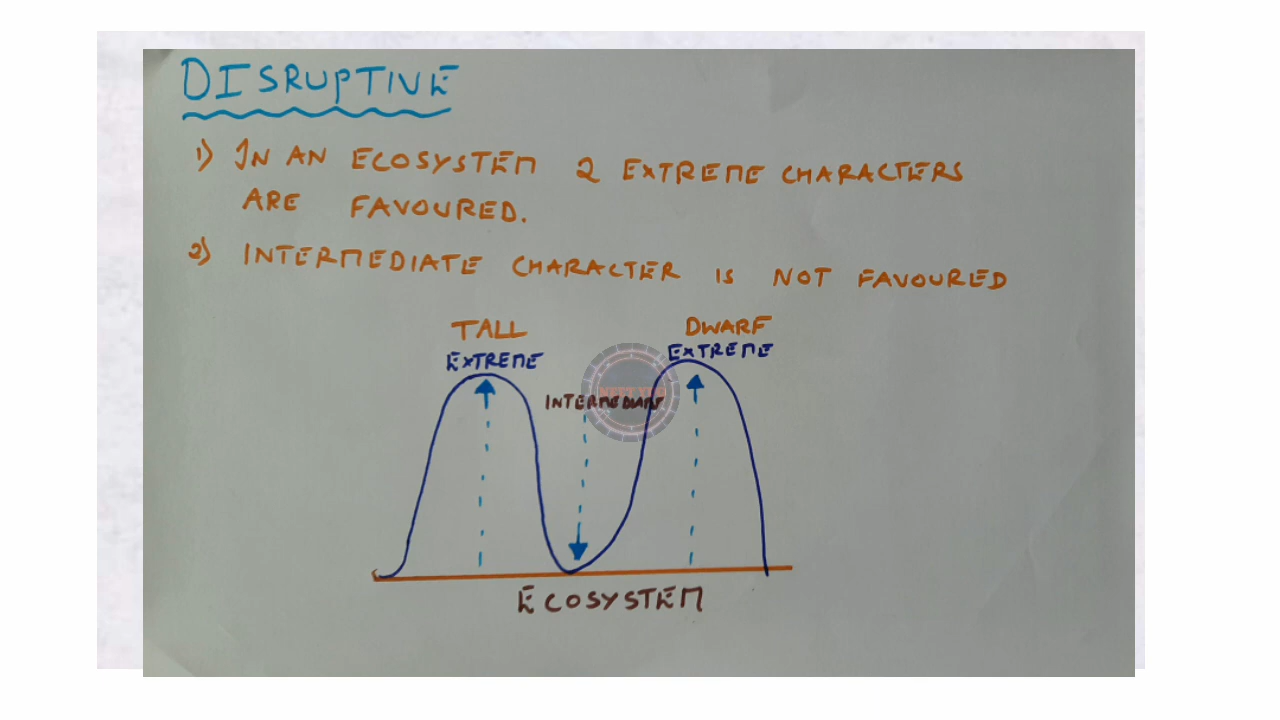 DISRUPTIVE
1) IN AN ECOSYSTEM 2 EXTREME CHARACTERS
ARE FAVOURED.
2) INTERMEDIATE CHARACTER IS NOT FAVOURED
TALL DWARF
EXTREME EXTREME
INTERMEDIATE
ECOSYSTEM